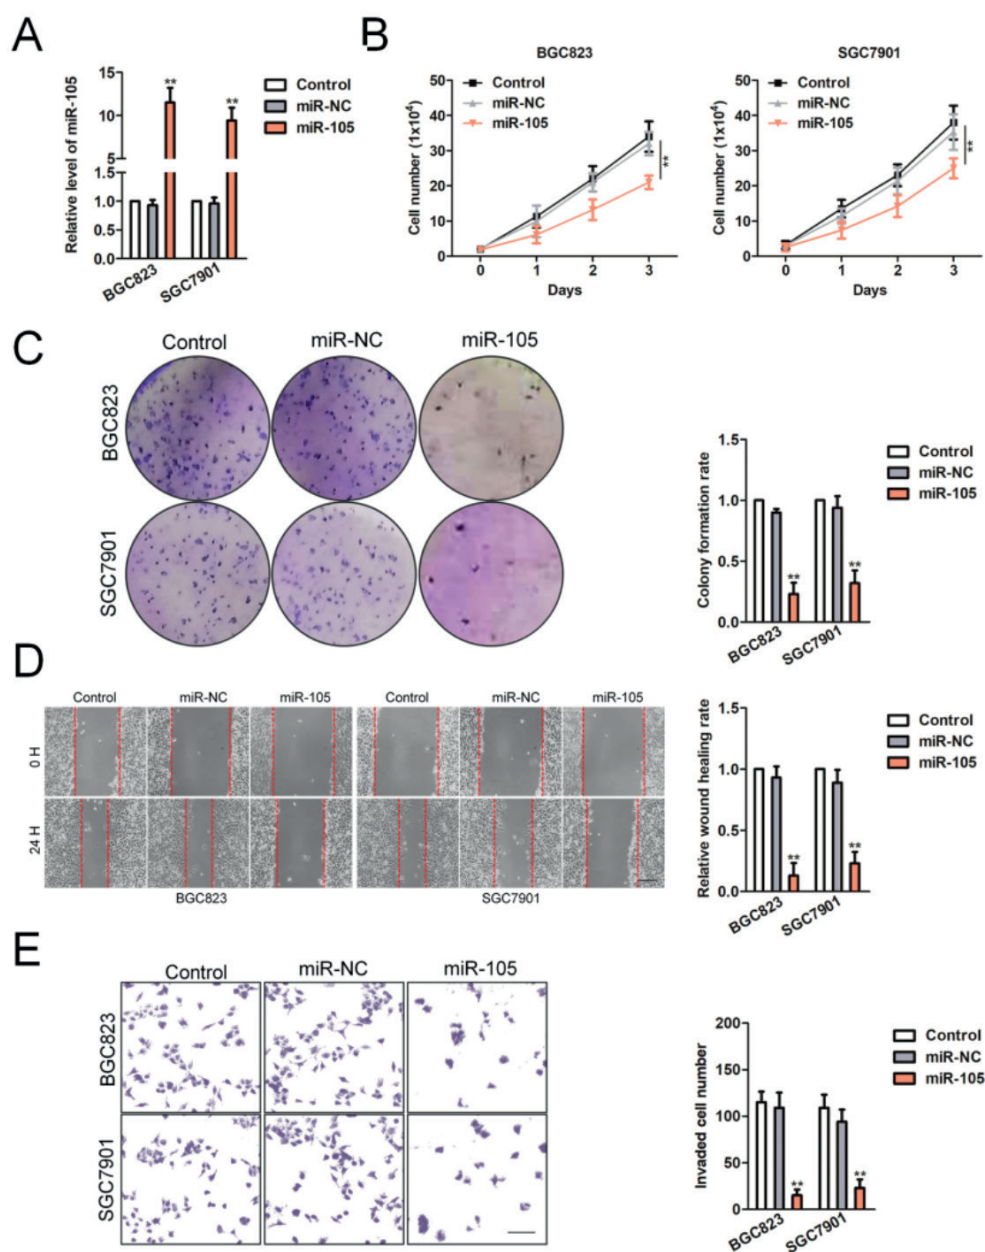 A
Relative level of miR-105
15
10
5
1.5
1.0
0.5
0.0
**
**
BGC823
SGC7901
Control
miR-NC
miR-105
B
BGC823
Cell number (1x10⁴)
50
40
30
20
10
0
Control
miR-NC
miR-105
**
0 1 2 3
Days
SGC7901
Cell number (1x10⁴)
50
40
30
20
10
0
Control
miR-NC
miR-105
**
0 1 2 3
Days
C
Control miR-NC miR-105
BGC823
SGC7901
Colony formation rate
1.5
1.0
0.5
0.0
**
**
BGC823
SGC7901
Control
miR-NC
miR-105
D
Control miR-NC miR-105 Control miR-NC miR-105
0 H
24 H
BGC823 SGC7901
Relative wound healing rate
1.5
1.0
0.5
0.0
**
**
BGC823
SGC7901
Control
miR-NC
miR-105
E
Control miR-NC miR-105
BGC823
SGC7901
Invaded cell number
200
150
100
50
0
**
**
BGC823
SGC7901
Control
miR-NC
miR-105